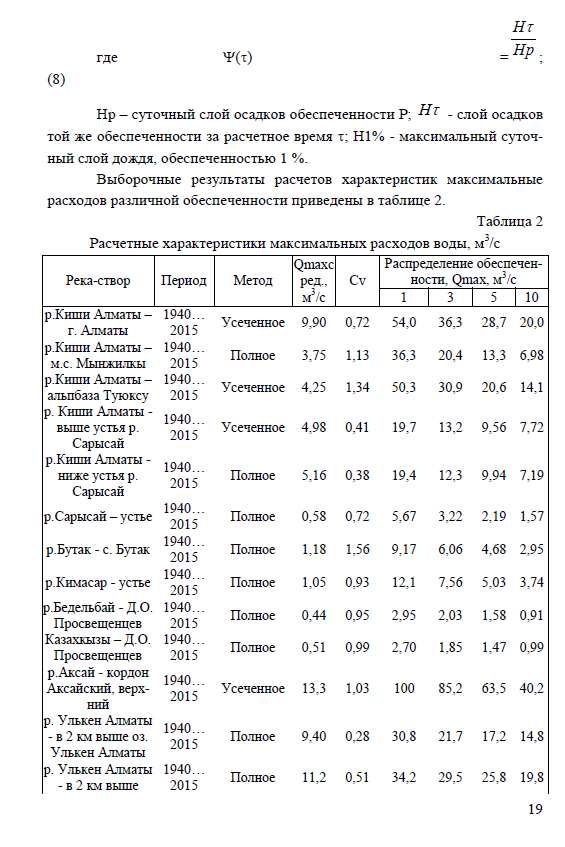 где Ψ(τ) = Hτ / Hp ;
(8)
Нр – суточный слой осадков обеспеченности Р; Hτ - слой осадков
той же обеспеченности за расчетное время τ; Н1% - максимальный суточ-
ный слой дождя, обеспеченностью 1 %.
Выборочные результаты расчетов характеристик максимальные
расходов различной обеспеченности приведены в таблице 2.
Таблица 2
Расчетные характеристики максимальных расходов воды, м³/с
Река-створ Период Метод Qmaxс ред., м³/с Cv Распределение обеспечен-
ности, Qmax, м³/с
1 3 5 10
р.Киши Алматы – 1940…
г. Алматы 2015 Усеченное 9,90 0,72 54,0 36,3 28,7 20,0
р.Киши Алматы – 1940…
м.с. Мынжилкы 2015 Полное 3,75 1,13 36,3 20,4 13,3 6,98
р.Киши Алматы – 1940…
альпбаза Туюксу 2015 Усеченное 4,25 1,34 50,3 30,9 20,6 14,1
р. Киши Алматы -
выше устья р. 1940… 2015 Усеченное 4,98 0,41 19,7 13,2 9,56 7,72
Сарысай
р.Киши Алматы -
ниже устья р. 1940… 2015 Полное 5,16 0,38 19,4 12,3 9,94 7,19
Сарысай
р.Сарысай – устье 1940… 2015 Полное 0,58 0,72 5,67 3,22 2,19 1,57
р.Бутак - с. Бутак 1940… 2015 Полное 1,18 1,56 9,17 6,06 4,68 2,95
р.Кимасар - устье 1940… 2015 Полное 1,05 0,93 12,1 7,56 5,03 3,74
р.Бедельбай - Д.О. 1940…
Просвещенцев 2015 Полное 0,44 0,95 2,95 2,03 1,58 0,91
Казахкызы – Д.О. 1940…
Просвещенцев 2015 Полное 0,51 0,99 2,70 1,85 1,47 0,99
р.Аксай - кордон
Аксайский, верх- 1940… 2015 Усеченное 13,3 1,03 100 85,2 63,5 40,2
ний
р. Улькен Алматы
- в 2 км выше оз. 1940… 2015 Полное 9,40 0,28 30,8 21,7 17,2 14,8
Улькен Алматы
р. Улькен Алматы 1940…
- в 2 км выше 2015 Полное 11,2 0,51 34,2 29,5 25,8 19,8
19